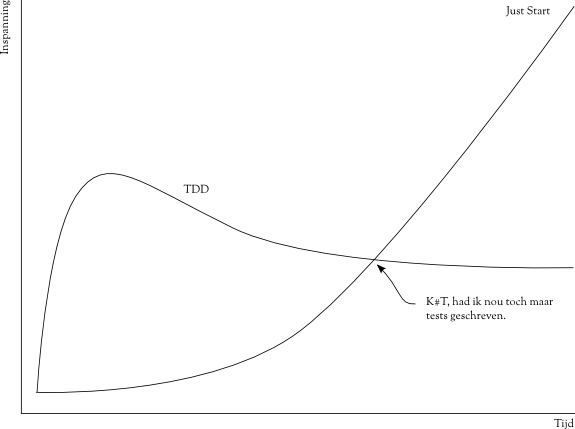 Inspanning
Just Start
TDD
K#T, had ik nou toch maar
tests geschreven.
Tijd